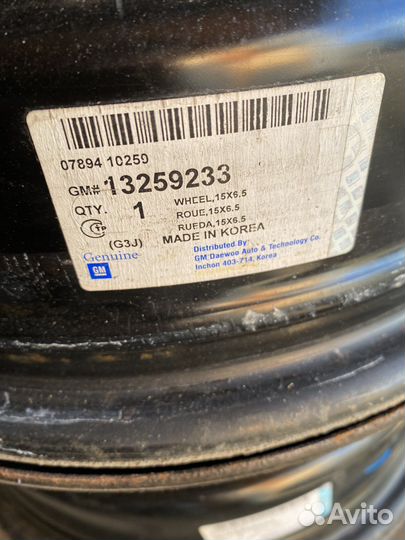 07894 10259
GM# 13259233
QTY. 1
WHEEL,15X6.5
ROUE,15X6.5
RUEDA,15X6.5
(G3J) MADE IN KOREA
Genuine
GM
Distributed By:
GM Daewoo Auto & Technology Co.
Inchon 403-714, Korea
Avito